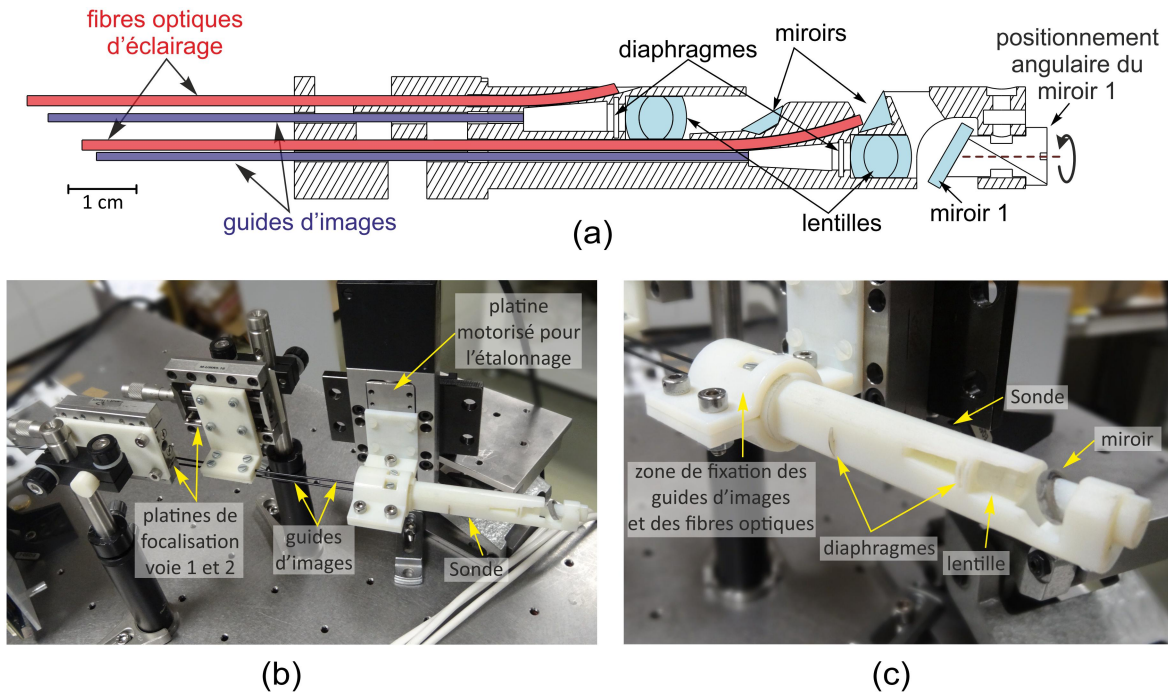 fibres optiques
d'éclairage
diaphragmes
miroirs
positionnement
angulaire du
miroir 1
1 cm
guides d'images
lentilles
miroir 1
(a)
platine
motorisé pour
l'étalonnage
platines de
focalisation
voie 1 et 2
guides
d'images
Sonde
(b)
Sonde
miroir
zone de fixation des
guides d'images
et des fibres optiques
diaphragmes
lentille
(c)